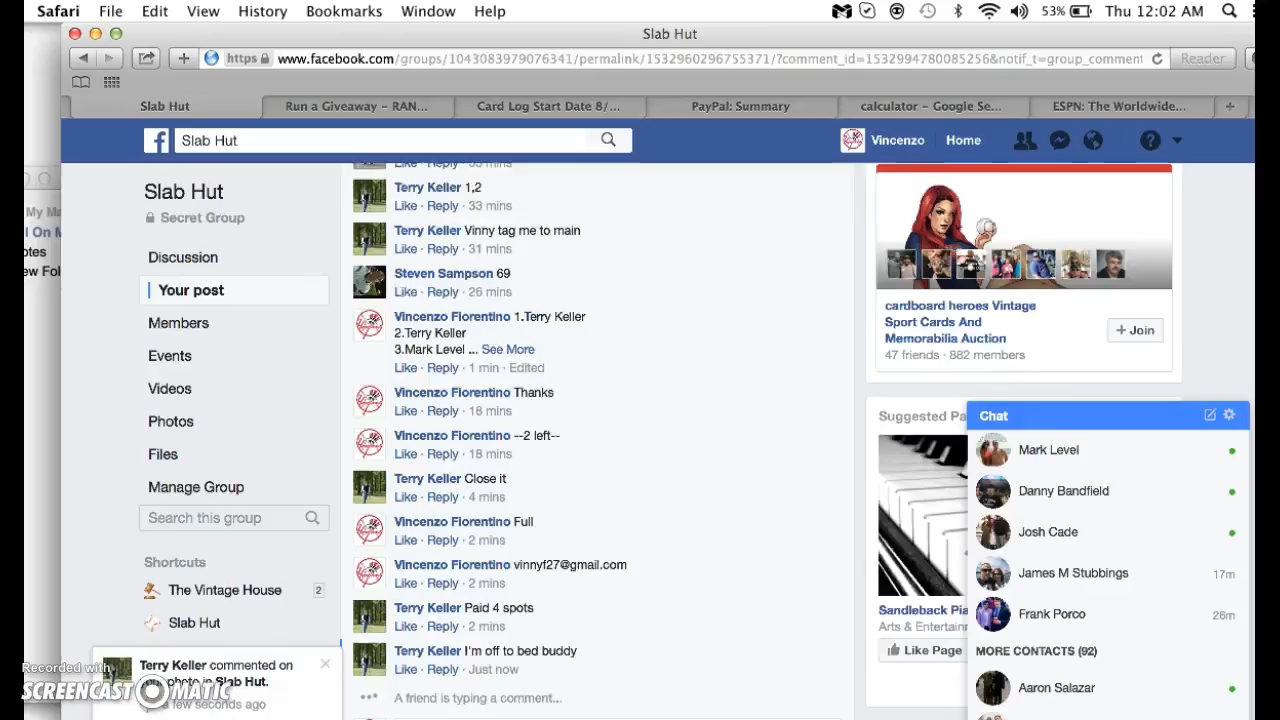 Safari File Edit View History Bookmarks Window Help 53% Thu 12:02 AM
Slab Hut
https www.facebook.com/groups/1043083979076341/permalink/1532960296755371/?comment_id=1532994780085256&notif_t=group_comment Reader
Slab Hut Run a Giveaway – RAN... Card Log Start Date 8/... PayPal: Summary calculator – Google Se... ESPN: The Worldwide... +
f Slab Hut Vincenzo Home ?
Slab Hut
Secret Group
Discussion
Your post
Members
Events
Videos
Photos
Files
Manage Group
Search this group
Shortcuts
The Vintage House 2
Slab Hut
Terry Keller commented on
photo in Slab Hut.
few seconds ago
Recorded with
SCREENCAST-O-MATIC
My Ma
On M
otes
ew Fol
Like · Reply · 33 mins
Terry Keller 1,2
Like · Reply · 33 mins
Terry Keller Vinny tag me to main
Like · Reply · 31 mins
Steven Sampson 69
Like · Reply · 26 mins
Vincenzo Fiorentino 1.Terry Keller
2.Terry Keller
3.Mark Level ... See More
Like · Reply · 1 min · Edited
Vincenzo Fiorentino Thanks
Like · Reply · 18 mins
Vincenzo Fiorentino --2 left--
Like · Reply · 18 mins
Terry Keller Close it
Like · Reply · 4 mins
Vincenzo Fiorentino Full
Like · Reply · 2 mins
Vincenzo Fiorentino vinnyf27@gmail.com
Like · Reply · 2 mins
Terry Keller Paid 4 spots
Like · Reply · 2 mins
Terry Keller I'm off to bed buddy
Like · Reply · Just now
A friend is typing a comment...
cardboard heroes Vintage
Sport Cards And
Memorabilia Auction
47 friends · 882 members
+ Join
Suggested Pa
Sandleback Pia
Arts & Entertain
Like Page
Chat
Mark Level
Danny Bandfield
Josh Cade
James M Stubbings 17m
Frank Porco 26m
MORE CONTACTS (92)
Aaron Salazar